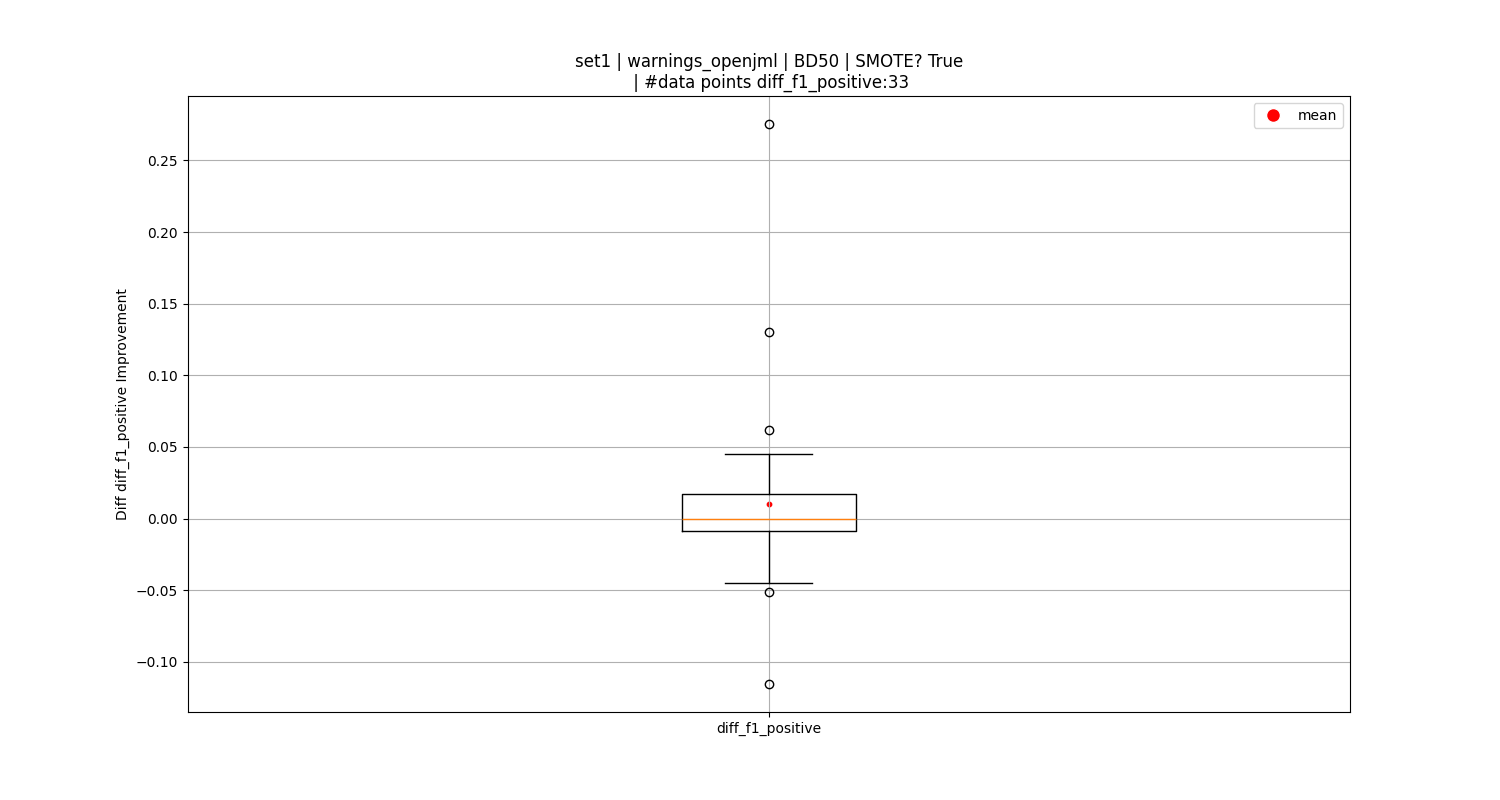 set1 | warnings_openjml | BD50 | SMOTE? True
| #data points diff_f1_positive:33
mean
Diff diff_f1_positive Improvement
0.25
0.20
0.15
0.10
0.05
0.00
−0.05
−0.10
diff_f1_positive